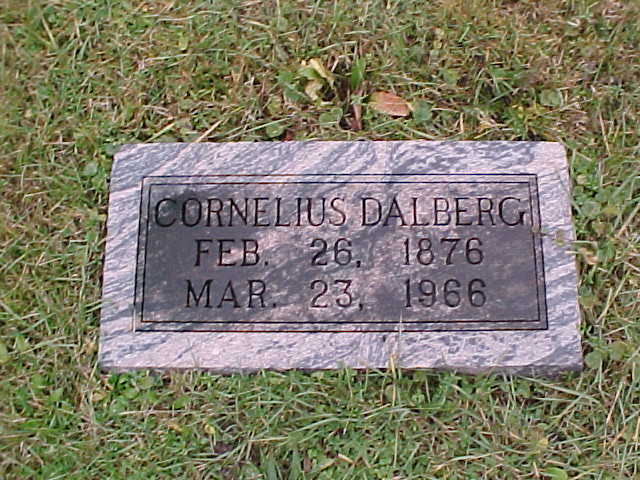 CORNELIUS DALBERG
FEB. 26, 1876
MAR. 23, 1966